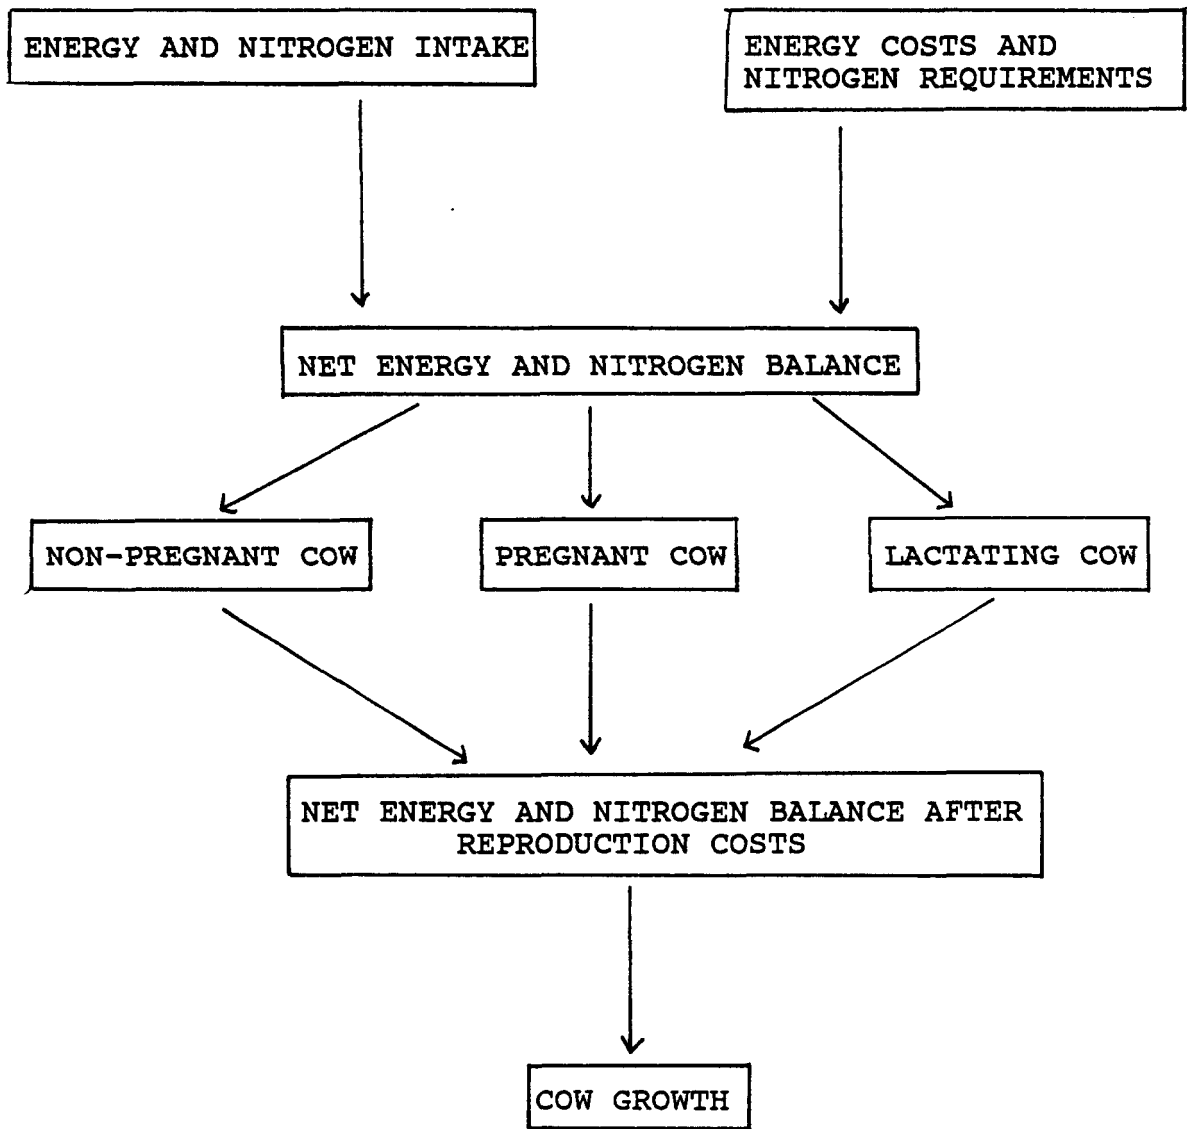 ENERGY AND NITROGEN INTAKE
ENERGY COSTS AND
NITROGEN REQUIREMENTS
NET ENERGY AND NITROGEN BALANCE
NON-PREGNANT COW
PREGNANT COW
LACTATING COW
NET ENERGY AND NITROGEN BALANCE AFTER
REPRODUCTION COSTS
COW GROWTH